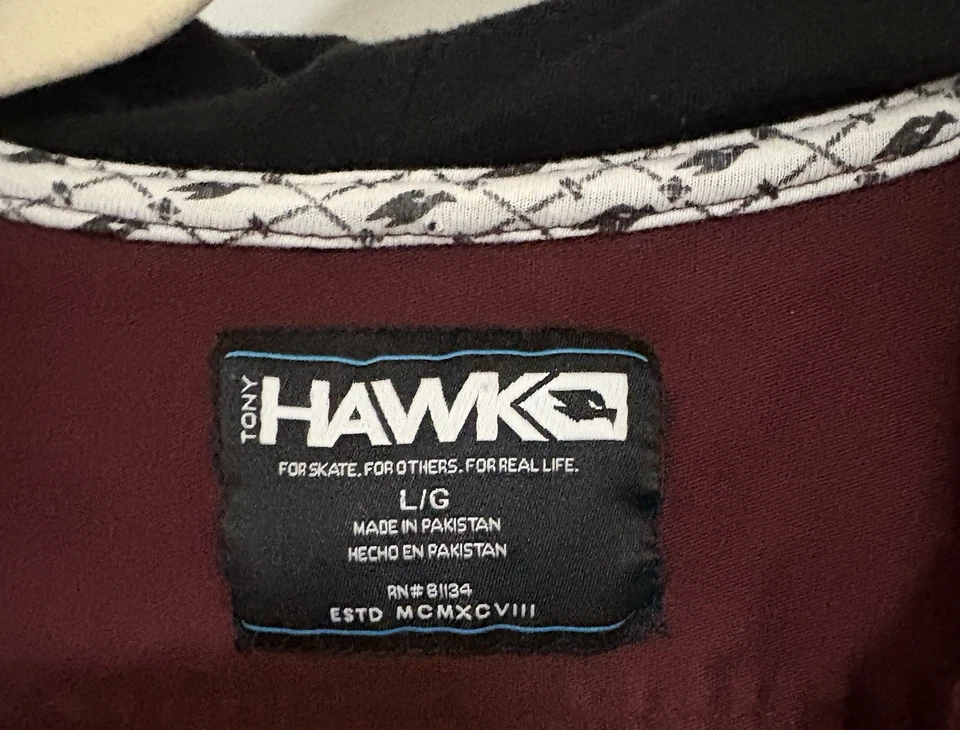 TONY HAWK
FOR SKATE. FOR OTHERS. FOR REAL LIFE.
L/G
MADE IN PAKISTAN
HECHO EN PAKISTAN
RN# 81134
ESTD MCMXCVIII